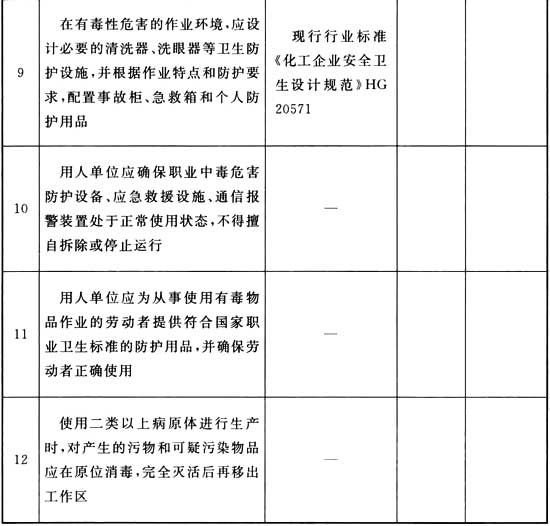 在有毒性危害的作业环境,应设
计必要的清洗器、洗眼器等卫生防
护设施,并根据作业特点和防护要
求,配置事故柜、急救箱和个人防
护用品
9
现行行业标准
《化工企业安全卫
生设计规范》HG
20571
用人单位应确保职业中毒危害
防护设备、应急救援设施、通信报
警装置处于正常使用状态,不得擅
自拆除或停止运行
10
—
用人单位应为从事使用有毒物
品作业的劳动者提供符合国家职
业卫生标准的防护用品,并确保劳
动者正确使用
11
—
使用二类以上病原体进行生产
时,对产生的污物和可疑污染物品
应在原位消毒,完全灭活后再移出
工作区
12
—